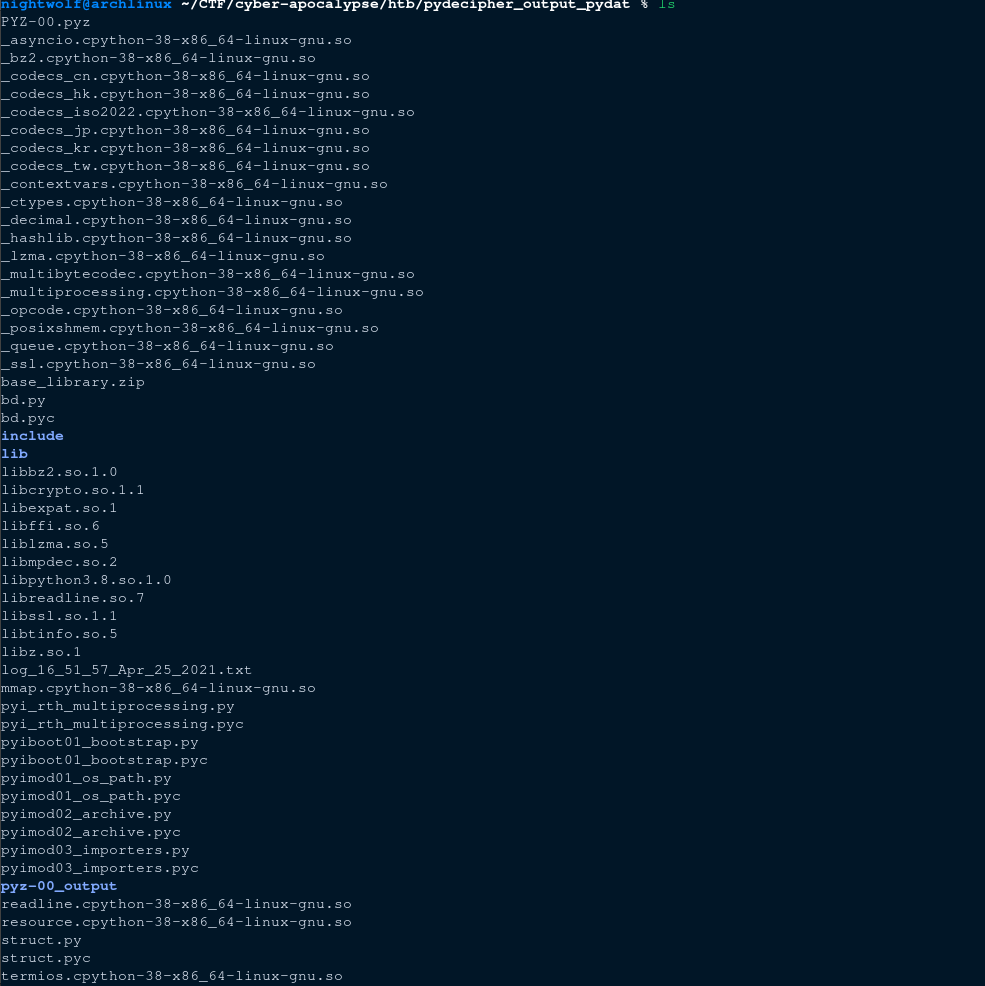 nightwolf@archlinux ~/CTF/cyber-apocalypse/htb/pydecipher_output_pydat % ls
PYZ-00.pyz
_asyncio.cpython-38-x86_64-linux-gnu.so
_bz2.cpython-38-x86_64-linux-gnu.so
_codecs_cn.cpython-38-x86_64-linux-gnu.so
_codecs_hk.cpython-38-x86_64-linux-gnu.so
_codecs_iso2022.cpython-38-x86_64-linux-gnu.so
_codecs_jp.cpython-38-x86_64-linux-gnu.so
_codecs_kr.cpython-38-x86_64-linux-gnu.so
_codecs_tw.cpython-38-x86_64-linux-gnu.so
_contextvars.cpython-38-x86_64-linux-gnu.so
_ctypes.cpython-38-x86_64-linux-gnu.so
_decimal.cpython-38-x86_64-linux-gnu.so
_hashlib.cpython-38-x86_64-linux-gnu.so
_lzma.cpython-38-x86_64-linux-gnu.so
_multibytecodec.cpython-38-x86_64-linux-gnu.so
_multiprocessing.cpython-38-x86_64-linux-gnu.so
_opcode.cpython-38-x86_64-linux-gnu.so
_posixshmem.cpython-38-x86_64-linux-gnu.so
_queue.cpython-38-x86_64-linux-gnu.so
_ssl.cpython-38-x86_64-linux-gnu.so
base_library.zip
bd.py
bd.pyc
include
lib
libbz2.so.1.0
libcrypto.so.1.1
libexpat.so.1
libffi.so.6
liblzma.so.5
libmpdec.so.2
libpython3.8.so.1.0
libreadline.so.7
libssl.so.1.1
libtinfo.so.5
libz.so.1
log_16_51_57_Apr_25_2021.txt
mmap.cpython-38-x86_64-linux-gnu.so
pyi_rth_multiprocessing.py
pyi_rth_multiprocessing.pyc
pyiboot01_bootstrap.py
pyiboot01_bootstrap.pyc
pyimod01_os_path.py
pyimod01_os_path.pyc
pyimod02_archive.py
pyimod02_archive.pyc
pyimod03_importers.py
pyimod03_importers.pyc
pyz-00_output
readline.cpython-38-x86_64-linux-gnu.so
resource.cpython-38-x86_64-linux-gnu.so
struct.py
struct.pyc
termios.cpython-38-x86_64-linux-gnu.so